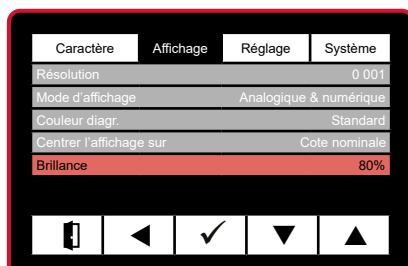 Caractère Affichage Réglage Système
Résolution 0 001
Mode d'affichage Analogique & numérique
Couleur diagr. Standard
Centrer l'affichage sur Cote nominale
Brillance 80%